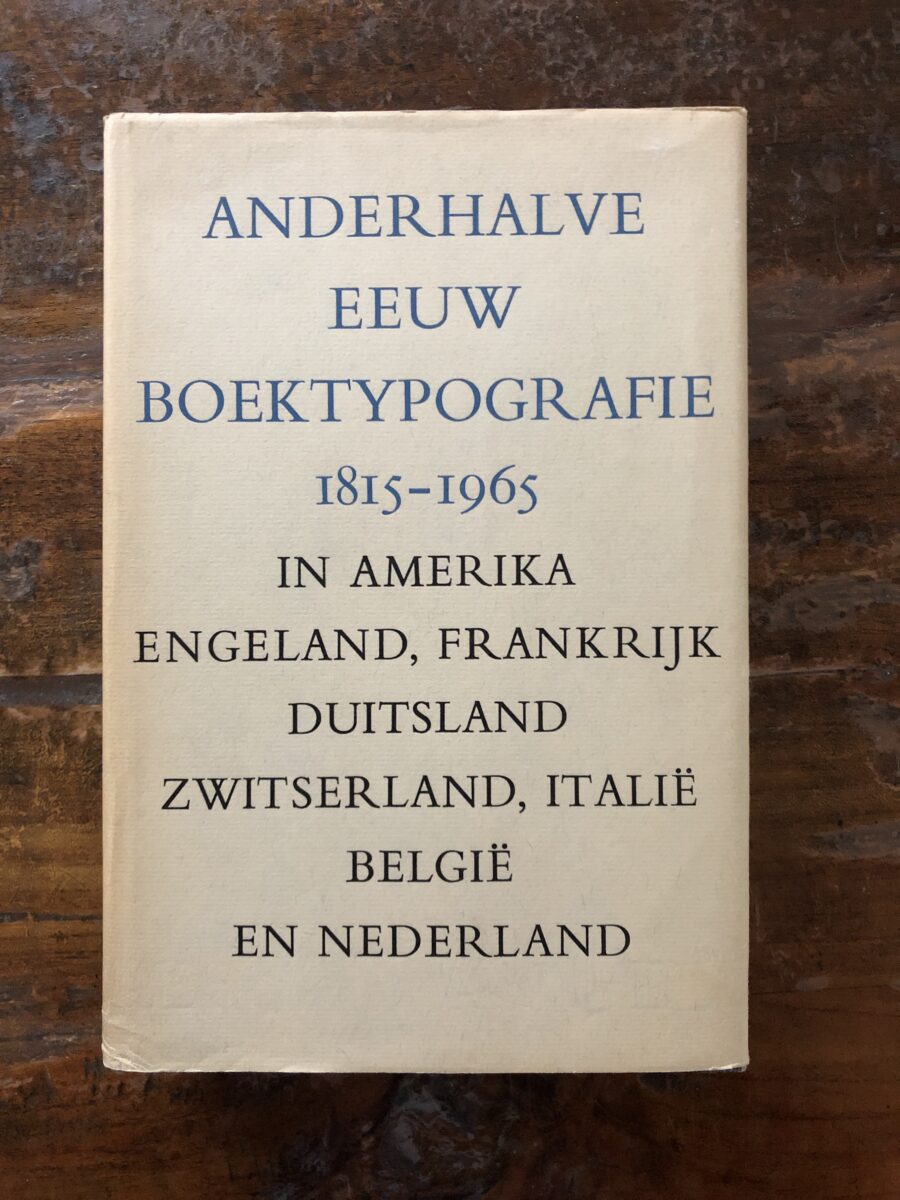 ANDERHALVE
EEUW
BOEKTYPOGRAFIE
1815-1965
IN AMERIKA
ENGELAND, FRANKRIJK
DUITSLAND
ZWITSERLAND, ITALIË
BELGIË
EN NEDERLAND